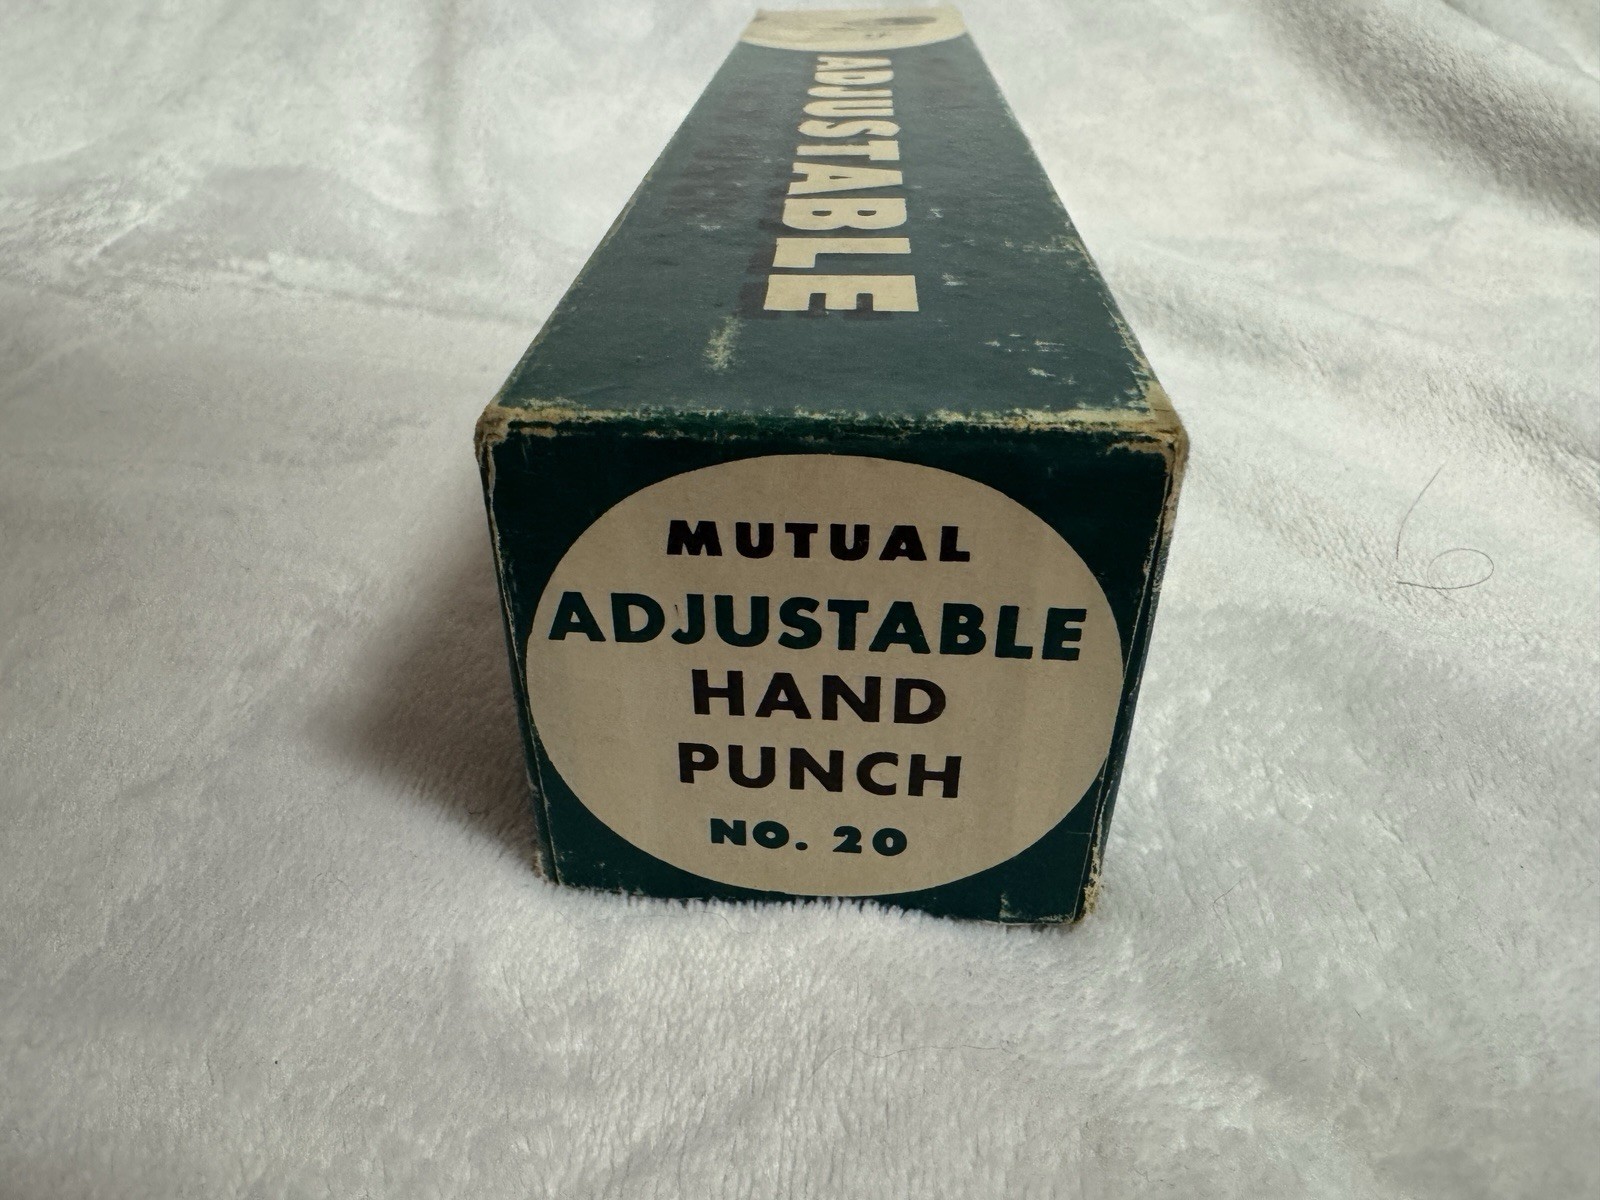 ADJUSTABLE
MUTUAL
ADJUSTABLE
HAND
PUNCH
NO. 20